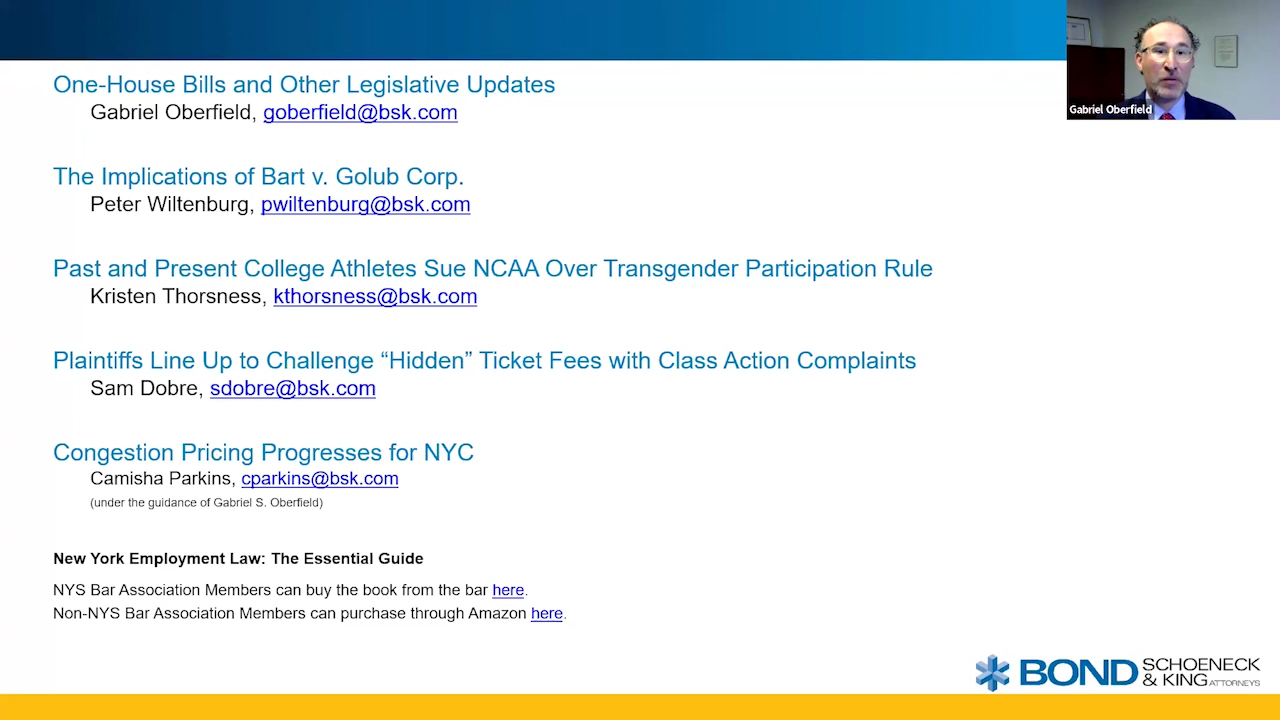 One-House Bills and Other Legislative Updates
Gabriel Oberfield, goberfield@bsk.com
Gabriel Oberfield
The Implications of Bart v. Golub Corp.
Peter Wiltenburg, pwiltenburg@bsk.com
Past and Present College Athletes Sue NCAA Over Transgender Participation Rule
Kristen Thorsness, kthorsness@bsk.com
Plaintiffs Line Up to Challenge “Hidden” Ticket Fees with Class Action Complaints
Sam Dobre, sdobre@bsk.com
Congestion Pricing Progresses for NYC
Camisha Parkins, cparkins@bsk.com
(under the guidance of Gabriel S. Oberfield)
New York Employment Law: The Essential Guide
NYS Bar Association Members can buy the book from the bar here.
Non-NYS Bar Association Members can purchase through Amazon here.
BOND SCHOENECK
& KING ATTORNEYS